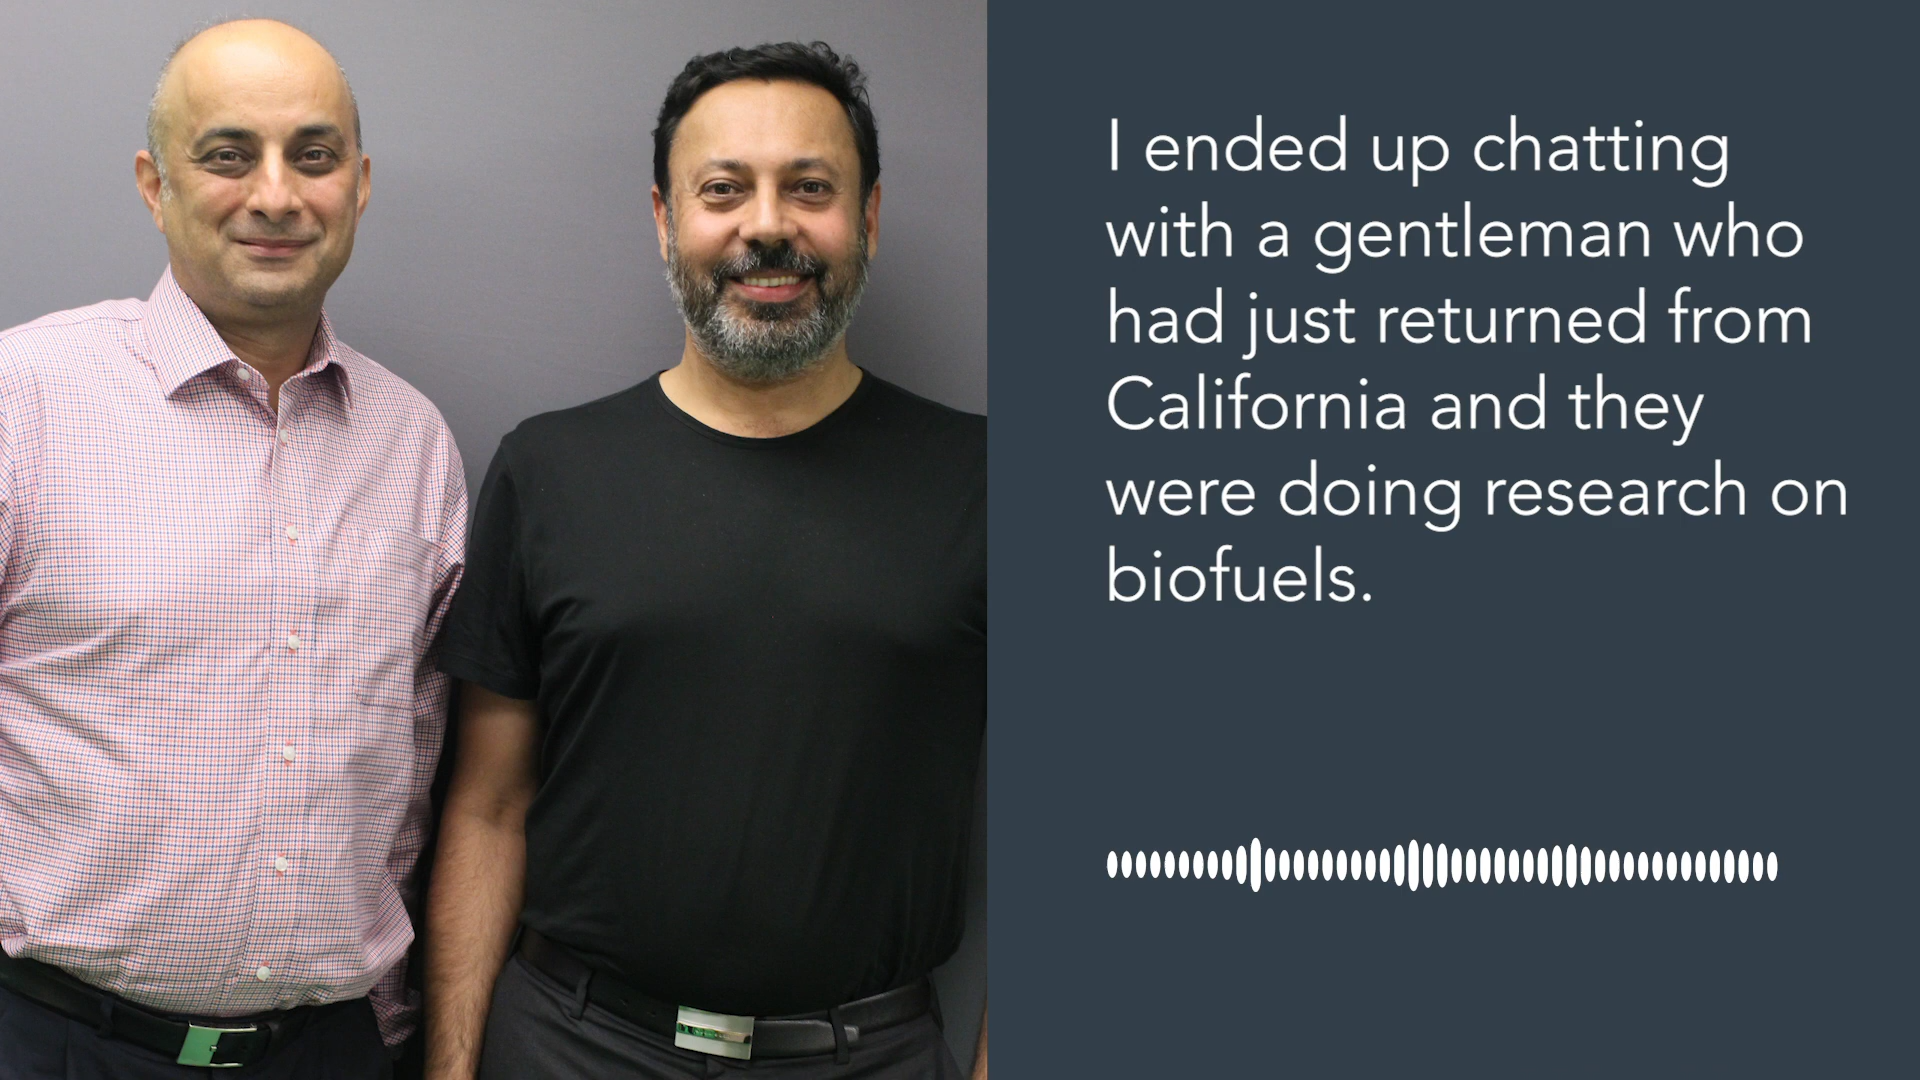 I ended up chatting
with a gentleman who
had just returned from
California and they
were doing research on
biofuels.